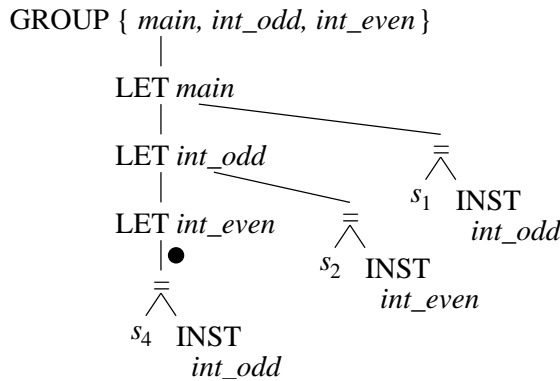 GROUP { main, int_odd, int_even }
LET main
LET int_odd
=
s1 INST
int_odd
LET int_even
=
s2 INST
int_even
=
s4 INST
int_odd